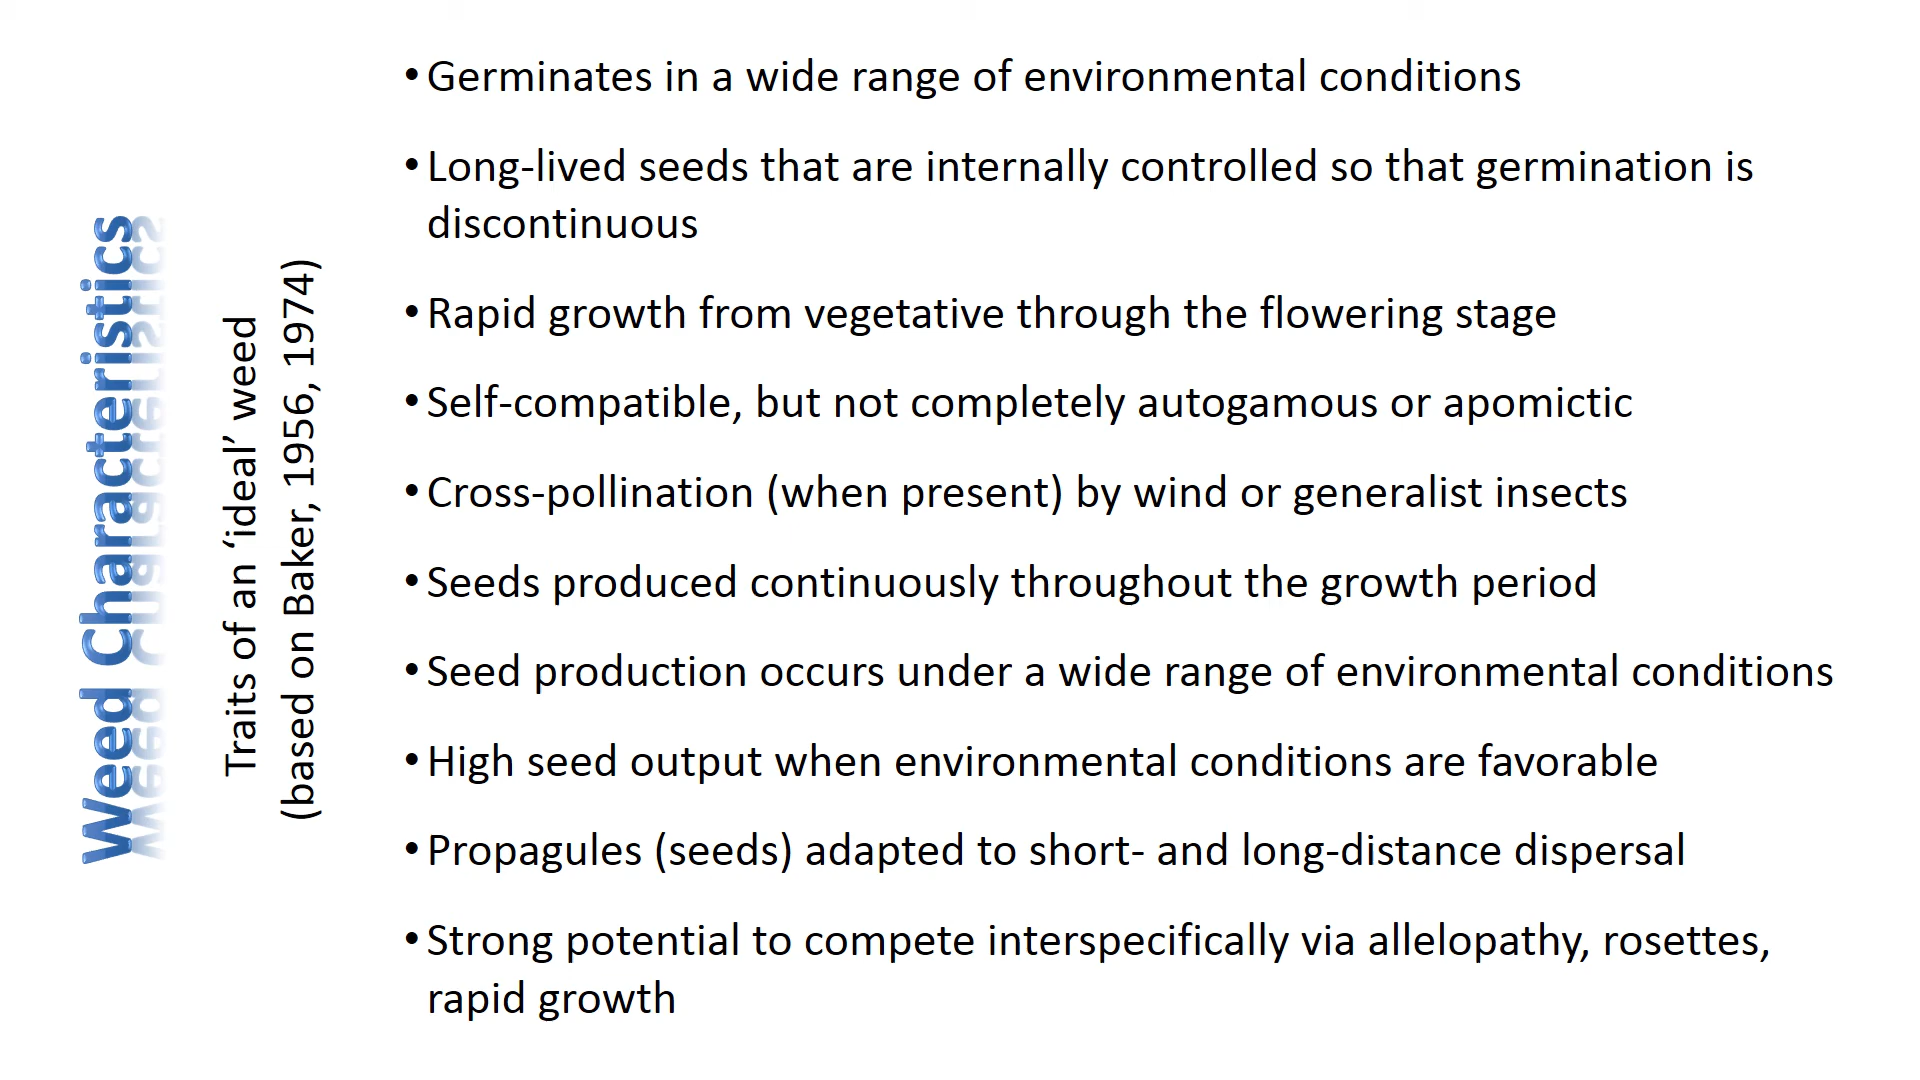 Weed Characteristics
Traits of an ‘ideal’ weed
(based on Baker, 1956, 1974)
• Germinates in a wide range of environmental conditions
• Long-lived seeds that are internally controlled so that germination is
discontinuous
• Rapid growth from vegetative through the flowering stage
• Self-compatible, but not completely autogamous or apomictic
• Cross-pollination (when present) by wind or generalist insects
• Seeds produced continuously throughout the growth period
• Seed production occurs under a wide range of environmental conditions
• High seed output when environmental conditions are favorable
• Propagules (seeds) adapted to short- and long-distance dispersal
• Strong potential to compete interspecifically via allelopathy, rosettes,
rapid growth